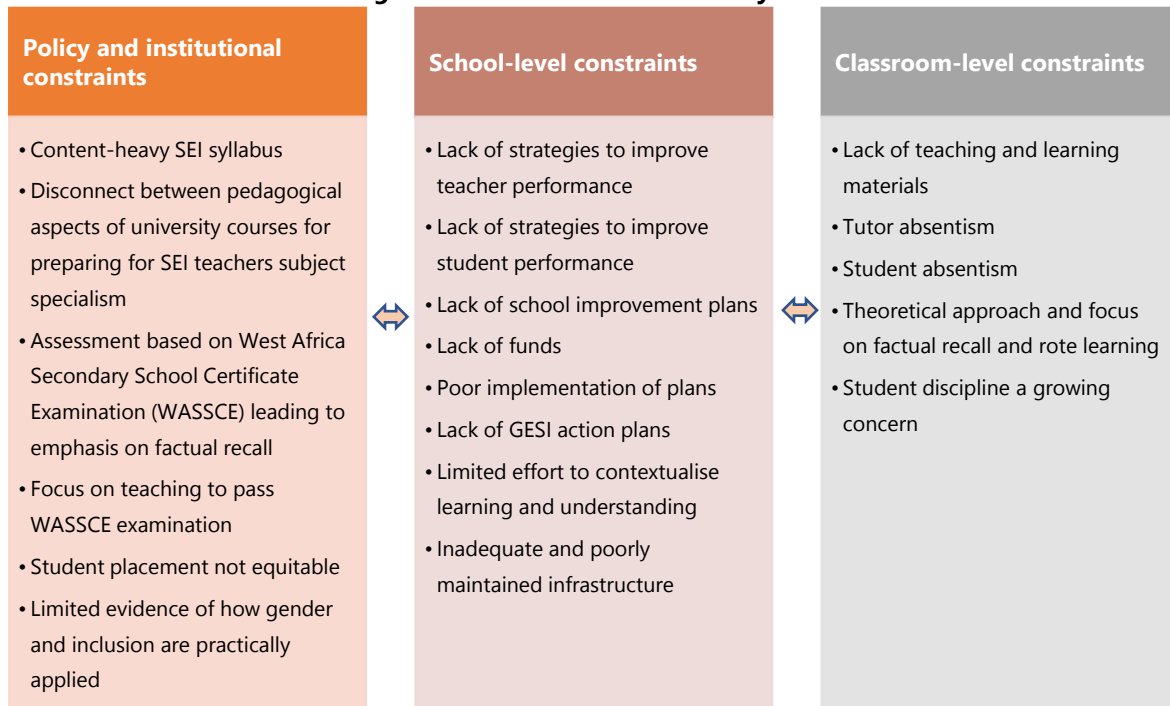 Policy and institutional
constraints
• Content-heavy SEI syllabus
• Disconnect between pedagogical
aspects of university courses for
preparing for SEI teachers subject
specialism
• Assessment based on West Africa
Secondary School Certificate
Examination (WASSCE) leading to
emphasis on factual recall
• Focus on teaching to pass
WASSCE examination
• Student placement not equitable
• Limited evidence of how gender
and inclusion are practically
applied
School-level constraints
• Lack of strategies to improve
teacher performance
• Lack of strategies to improve
student performance
• Lack of school improvement plans
• Lack of funds
• Poor implementation of plans
• Lack of GESI action plans
• Limited effort to contextualise
learning and understanding
• Inadequate and poorly
maintained infrastructure
Classroom-level constraints
• Lack of teaching and learning
materials
• Tutor absentism
• Student absentism
• Theoretical approach and focus
on factual recall and rote learning
• Student discipline a growing
concern